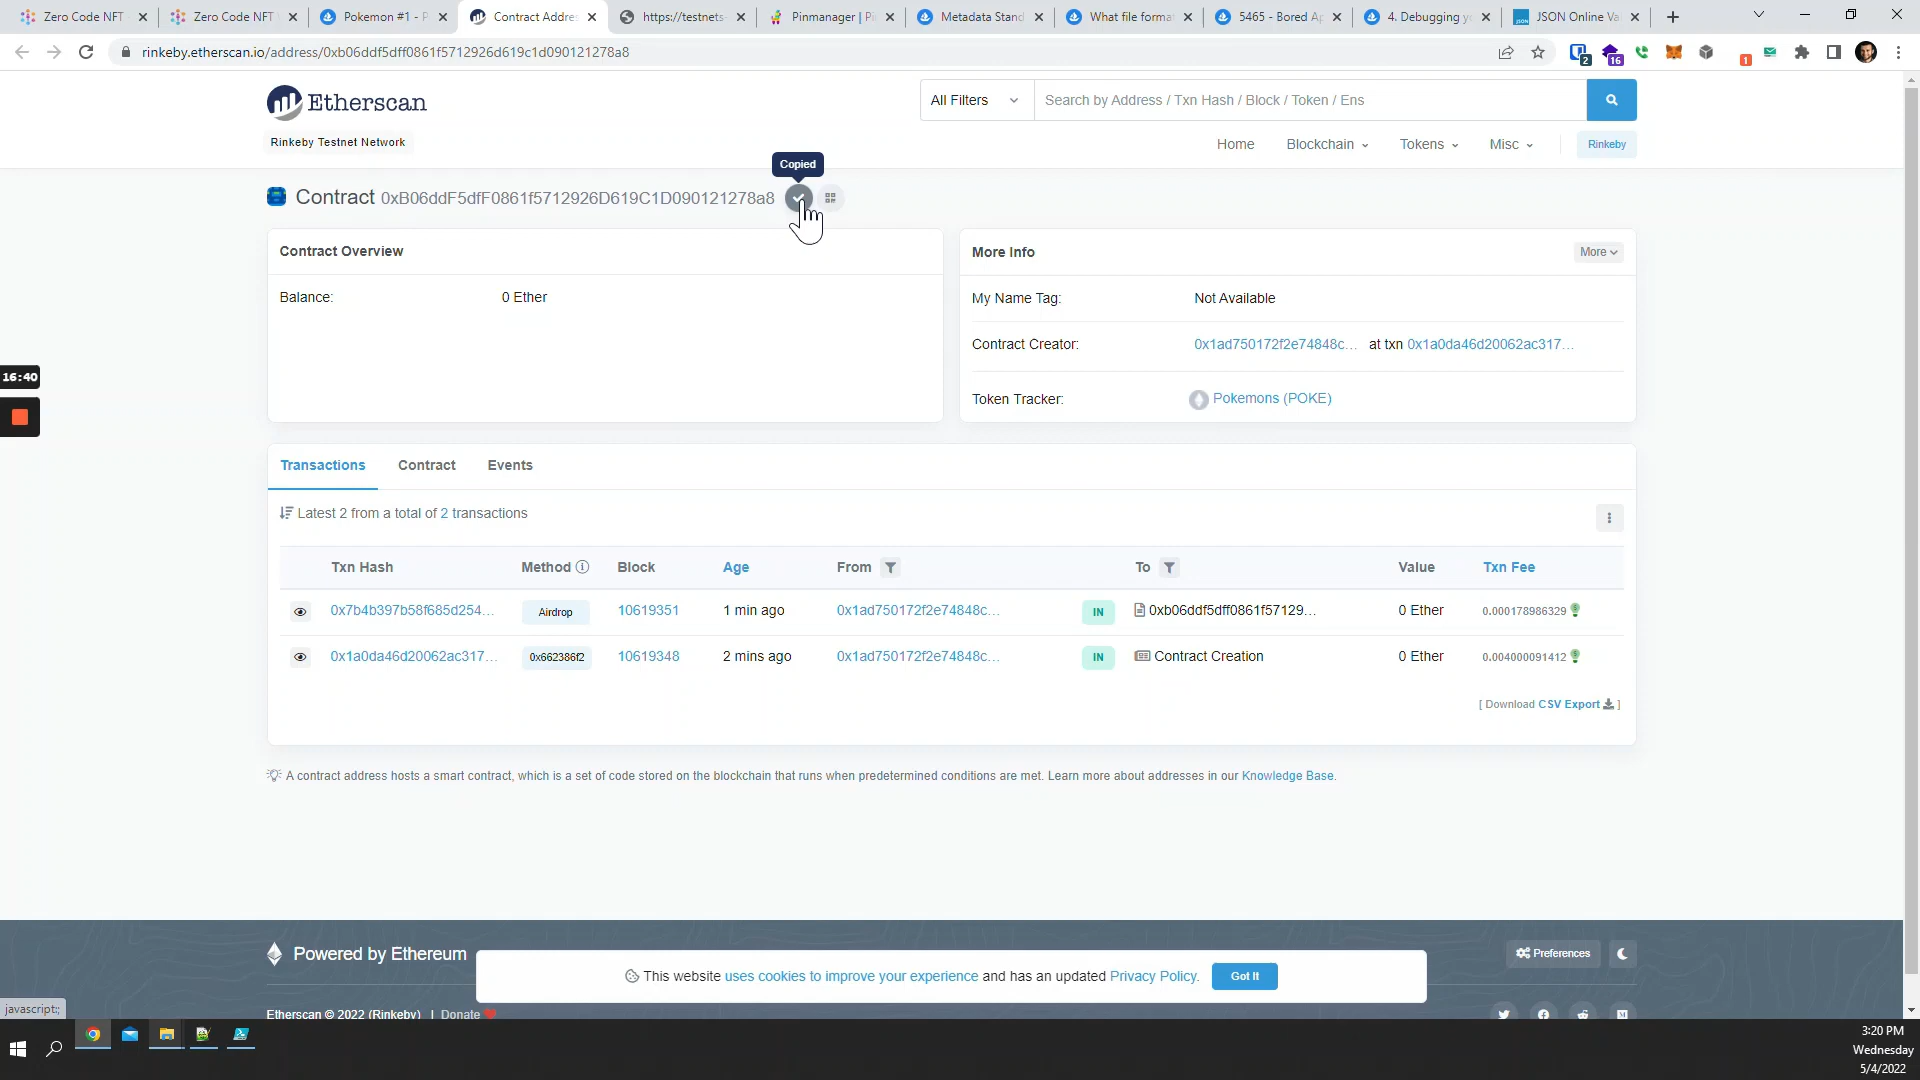 Zero Code NFT
Zero Code NFT
Pokemon #1 - P
Contract Addre
https://testnets-
Pinmanager | Pi
Metadata Stand
What file forma
5465 - Bored Ap
4. Debugging yo
JSON Online Va
rinkeby.etherscan.io/address/0xb06ddf5dff0861f5712926d619c1d090121278a8
2
16
1
Etherscan
All Filters
Search by Address / Txn Hash / Block / Token / Ens
Rinkeby Testnet Network
Home
Blockchain
Tokens
Misc
Rinkeby
Copied
Contract 0xB06ddF5dfF0861f5712926D619C1D090121278a8
Contract Overview
Balance:
0 Ether
More Info
More
My Name Tag:
Not Available
Contract Creator:
0x1ad750172f2e74848c... at txn 0x1a0da46d20062ac317...
Token Tracker:
Pokemons (POKE)
16:40
Transactions
Contract
Events
Latest 2 from a total of 2 transactions
Txn Hash
Method
Block
Age
From
To
Value
Txn Fee
0x7b4b397b58f685d254...
Airdrop
10619351
1 min ago
0x1ad750172f2e74848c...
IN
0xb06ddf5dff0861f57129...
0 Ether
0.000178986329
0x1a0da46d20062ac317...
0x662386f2
10619348
2 mins ago
0x1ad750172f2e74848c...
IN
Contract Creation
0 Ether
0.004000091412
[ Download CSV Export ]
A contract address hosts a smart contract, which is a set of code stored on the blockchain that runs when predetermined conditions are met. Learn more about addresses in our Knowledge Base.
Powered by Ethereum
Preferences
This website uses cookies to improve your experience and has an updated Privacy Policy.
Got It
javascript:;
Etherscan © 2022 (Rinkeby) | Donate
3:20 PM
Wednesday
5/4/2022